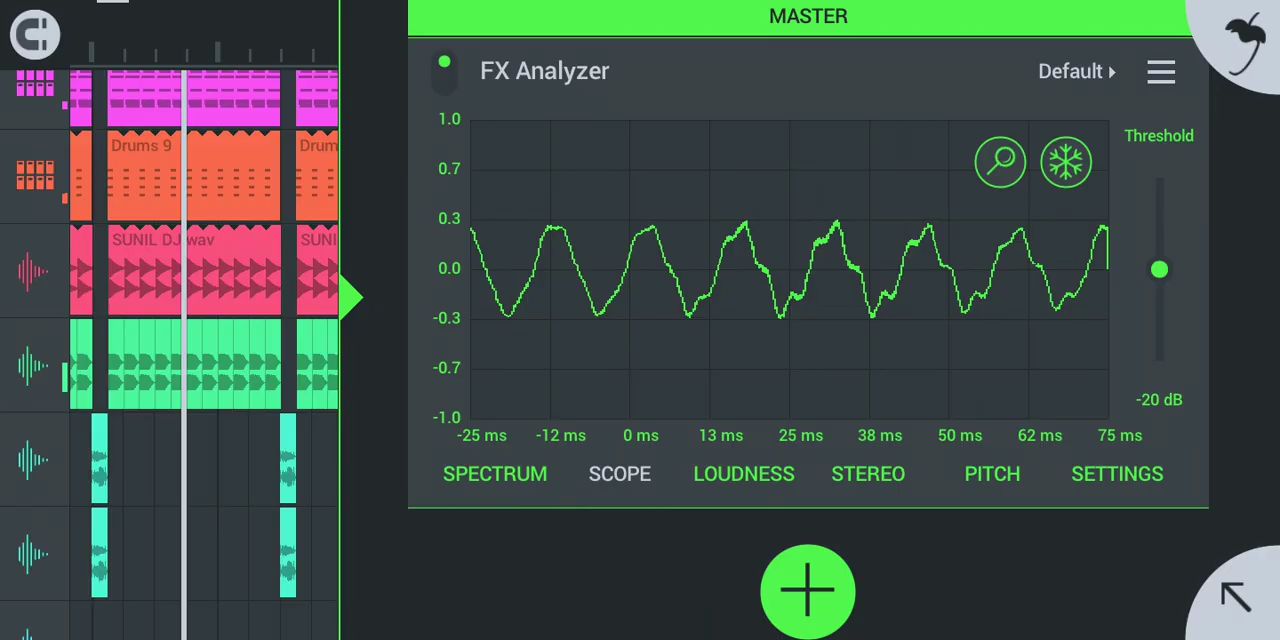 MASTER
FX Analyzer
Default
Threshold
1.0
0.7
0.3
0.0
-0.3
-0.7
-1.0
-20 dB
-25 ms -12 ms 0 ms 13 ms 25 ms 38 ms 50 ms 62 ms 75 ms
SPECTRUM SCOPE LOUDNESS STEREO PITCH SETTINGS
Drums 9
Drum
SUNIL DJ.wav
SUNI